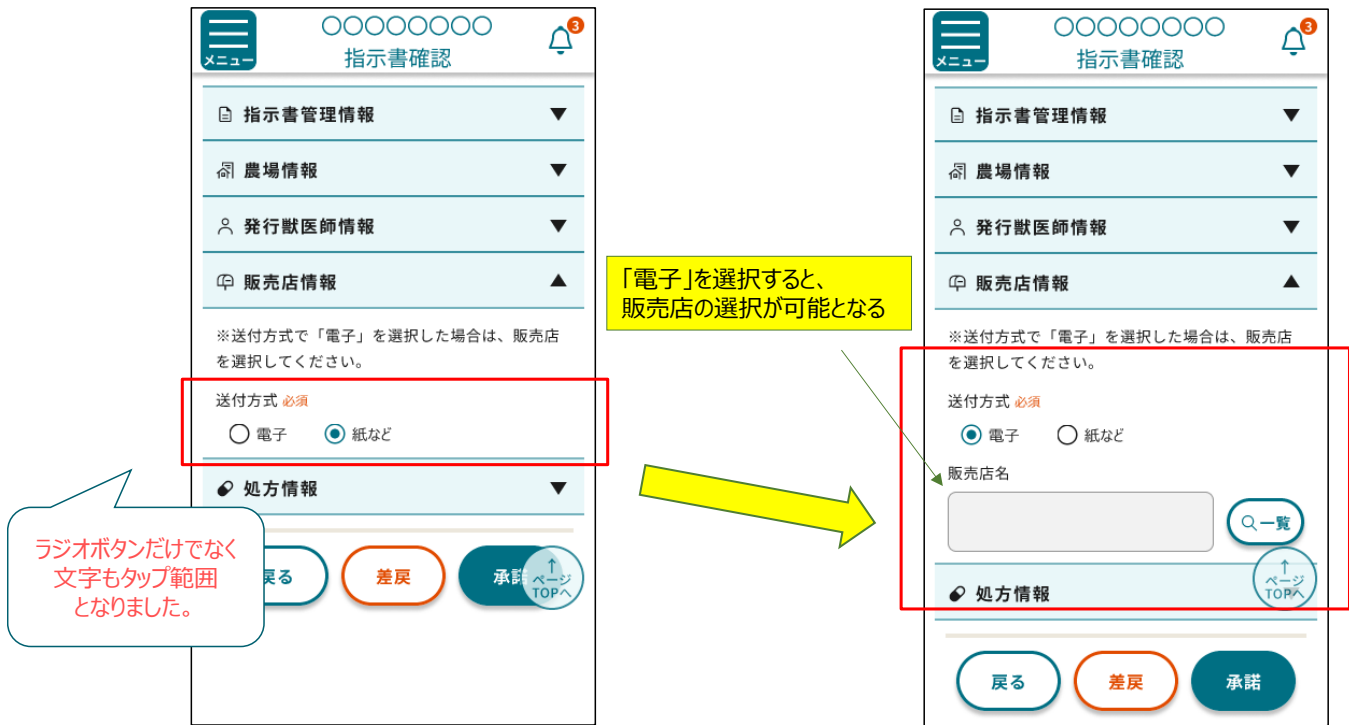 メニュー
○○○○○○○○
指示書確認
3
指示書管理情報 ▼
農場情報 ▼
発行獣医師情報 ▼
販売店情報 ▲
※送付方式で「電子」を選択した場合は、販売店
を選択してください。
送付方式 必須
電子 紙など
処方情報 ▼
戻る 差戻 承諾
↑
ページ
TOPへ
ラジオボタンだけでなく
文字もタップ範囲
となりました。
「電子」を選択すると、
販売店の選択が可能となる
メニュー
○○○○○○○○
指示書確認
3
指示書管理情報 ▼
農場情報 ▼
発行獣医師情報 ▼
販売店情報 ▲
※送付方式で「電子」を選択した場合は、販売店
を選択してください。
送付方式 必須
電子 紙など
販売店名
一覧
処方情報
↑
ページ
TOPへ
戻る 差戻 承諾